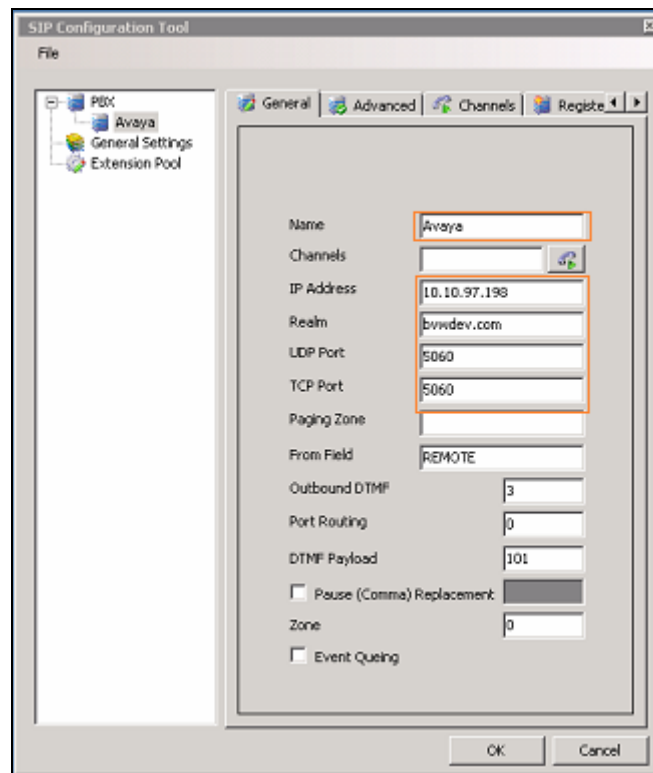 SIP Configuration Tool
File
PBX
Avaya
General Settings
Extension Pool
General
Advanced
Channels
Registe
Name
Avaya
Channels
IP Address
10.10.97.198
Realm
bvwdev.com
UDP Port
5060
TCP Port
5060
Paging Zone
From Field
REMOTE
Outbound DTMF
3
Port Routing
0
DTMF Payload
101
Pause (Comma) Replacement
Zone
0
Event Queing
OK
Cancel